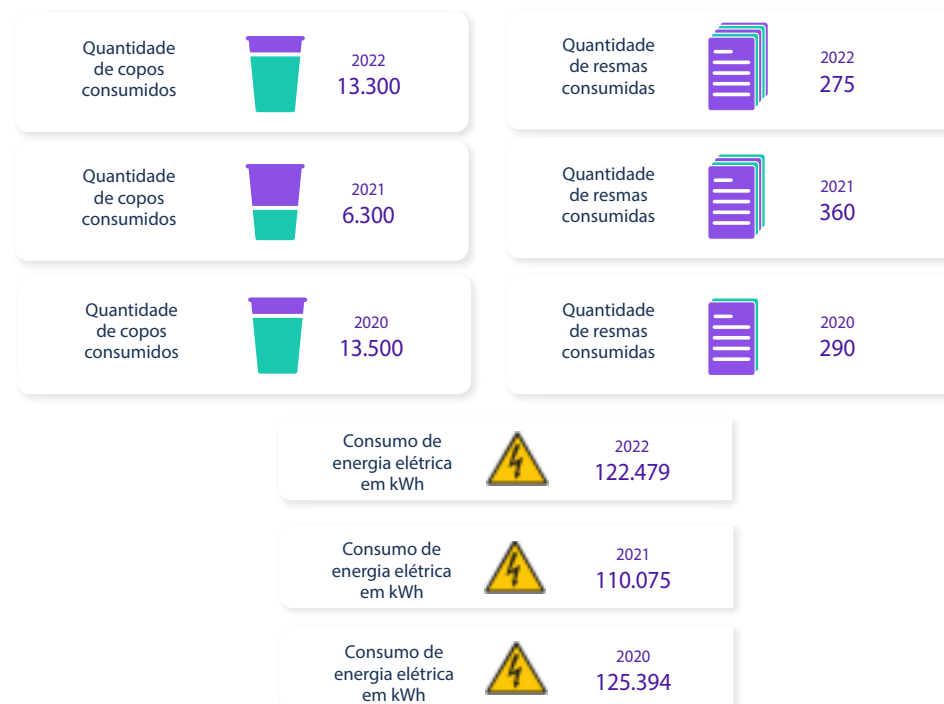 Quantidade
de copos
consumidos
2022
13.300
Quantidade
de resmas
consumidas
2022
275
Quantidade
de copos
consumidos
2021
6.300
Quantidade
de resmas
consumidas
2021
360
Quantidade
de copos
consumidos
2020
13.500
Quantidade
de resmas
consumidas
2020
290
Consumo de
energia elétrica
em kWh
2022
122.479
Consumo de
energia elétrica
em kWh
2021
110.075
Consumo de
energia elétrica
em kWh
2020
125.394